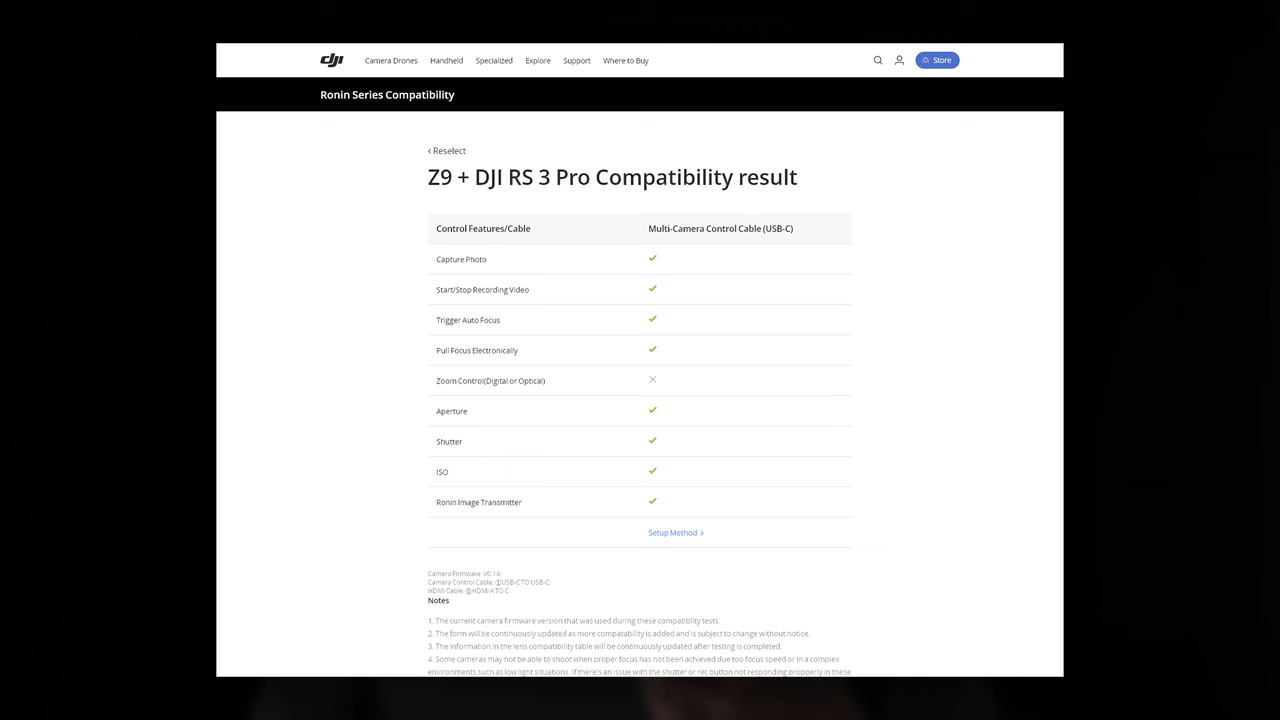 dji
Camera Drones Handheld Specialized Explore Support Where to Buy Store
Ronin Series Compatibility
‹ Reselect
Z9 + DJI RS 3 Pro Compatibility result
Control Features/Cable Multi-Camera Control Cable (USB-C)
Capture Photo ✓
Start/Stop Recording Video ✓
Trigger Auto Focus ✓
Pull Focus Electronically ✓
Zoom Control(Digital or Optical) ×
Aperture ✓
Shutter ✓
ISO ✓
Ronin Image Transmitter ✓
Setup Method ›
Camera Firmware: V0.14;
Camera Control Cable: ①USB-C TO USB-C;
HDMI Cable: @HDMI A TO C
Notes
1. The current camera firmware version that was used during these compatiblity tests.
2. The form will be continuously updated as more compatability is added and is subject to change without notice.
3. The information in the lens compatibility table will be continuously updated after testing is completed.
4. Some cameras may not be able to shoot when proper focus has not been achieved due too focus speed or in a complex
environments such as low light situations. If there's an issue with the shutter or rec button not responding propperly in these